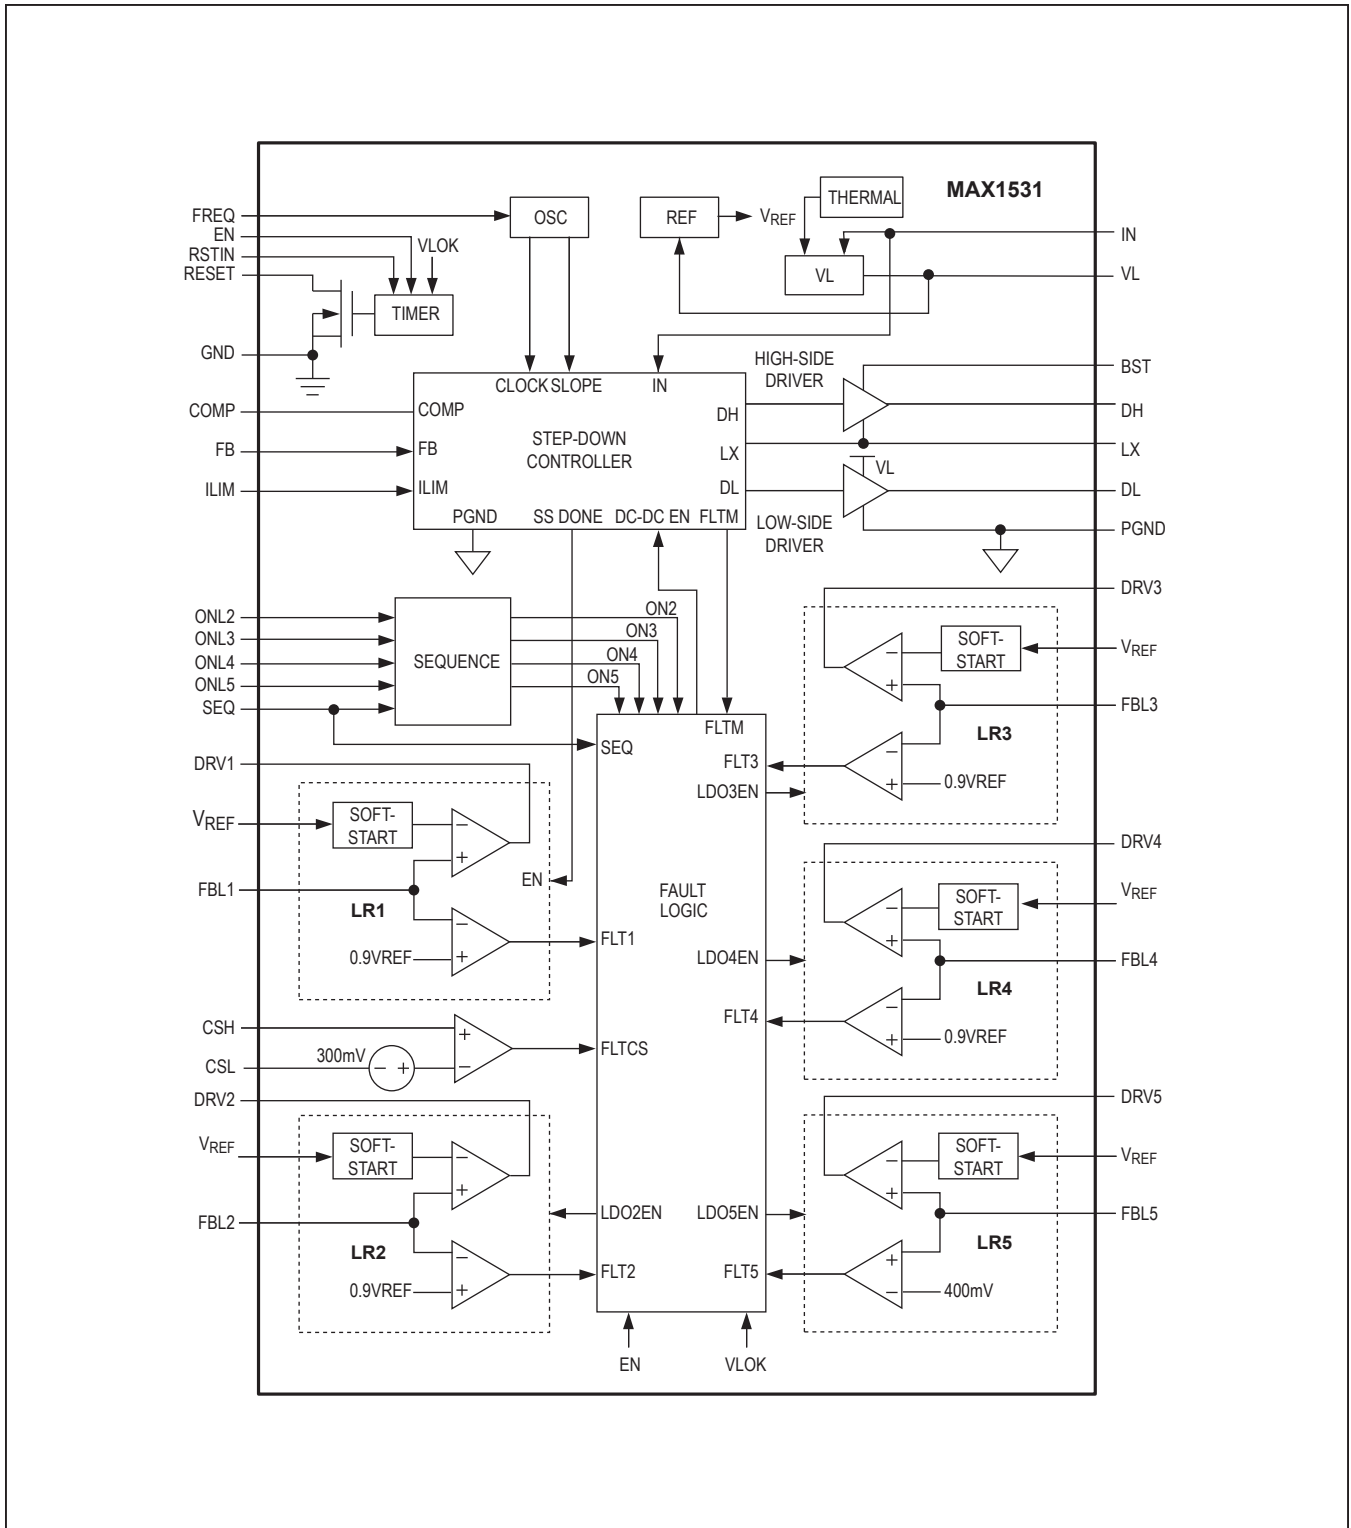 MAX1531
THERMAL
FREQ
OSC
REF
VREF
IN
EN
VLOK
RSTIN
RESET
VL
VL
TIMER
GND
HIGH-SIDE
DRIVER
BST
CLOCK SLOPE
IN
COMP
COMP
DH
DH
STEP-DOWN
CONTROLLER
FB
FB
LX
LX
VL
ILIM
ILIM
DL
DL
PGND
SS DONE
DC-DC EN
FLTM
LOW-SIDE
DRIVER
PGND
DRV3
ONL2
ON2
ONL3
ON3
SOFT-
START
VREF
ONL4
SEQUENCE
ON4
ONL5
ON5
−
+
SEQ
FBL3
FLTM
LR3
SEQ
DRV1
FLT3
−
+
0.9VREF
LDO3EN
VREF
SOFT-
START
−
+
DRV4
EN
FBL1
FAULT
LOGIC
SOFT-
START
VREF
LR1
−
+
−
+
0.9VREF
FLT1
LDO4EN
FBL4
LR4
FLT4
−
+
0.9VREF
CSH
+
−
CSL
300mV
− +
FLTCS
DRV2
DRV5
VREF
SOFT-
START
−
+
SOFT-
START
VREF
−
+
FBL2
LDO2EN
LDO5EN
FBL5
LR2
LR5
−
+
0.9VREF
FLT2
FLT5
+
−
400mV
EN
VLOK